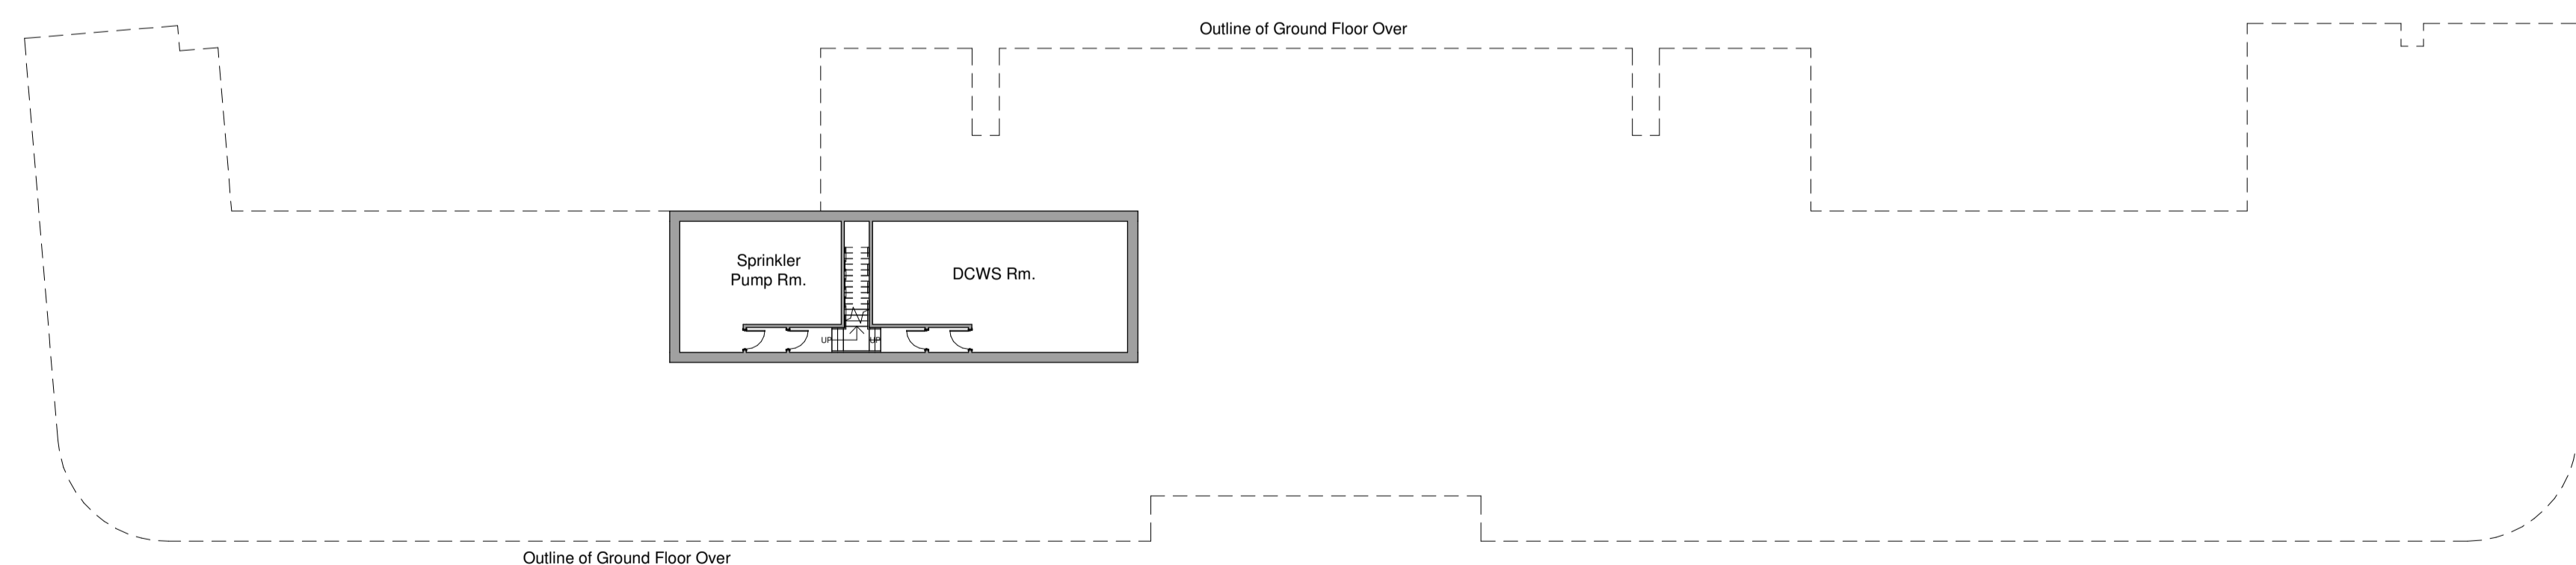 Outline of Ground Floor Over
Sprinkler
Pump Rm.
DCWS Rm.
UP
UP
Outline of Ground Floor Over